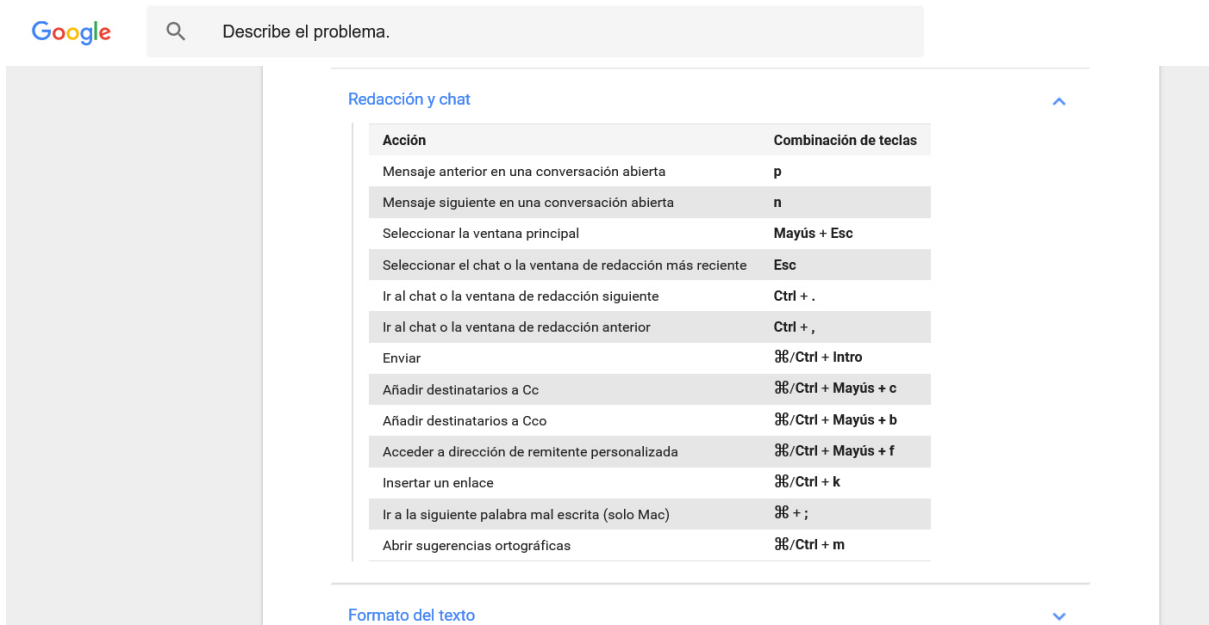 Google
Describe el problema.
Redacción y chat
Acción Combinación de teclas
Mensaje anterior en una conversación abierta p
Mensaje siguiente en una conversación abierta n
Seleccionar la ventana principal Mayús + Esc
Seleccionar el chat o la ventana de redacción más reciente Esc
Ir al chat o la ventana de redacción siguiente Ctrl + .
Ir al chat o la ventana de redacción anterior Ctrl + ,
Enviar ⌘/Ctrl + Intro
Añadir destinatarios a Cc ⌘/Ctrl + Mayús + c
Añadir destinatarios a Cco ⌘/Ctrl + Mayús + b
Acceder a dirección de remitente personalizada ⌘/Ctrl + Mayús + f
Insertar un enlace ⌘/Ctrl + k
Ir a la siguiente palabra mal escrita (solo Mac) ⌘ + ;
Abrir sugerencias ortográficas ⌘/Ctrl + m
Formato del texto